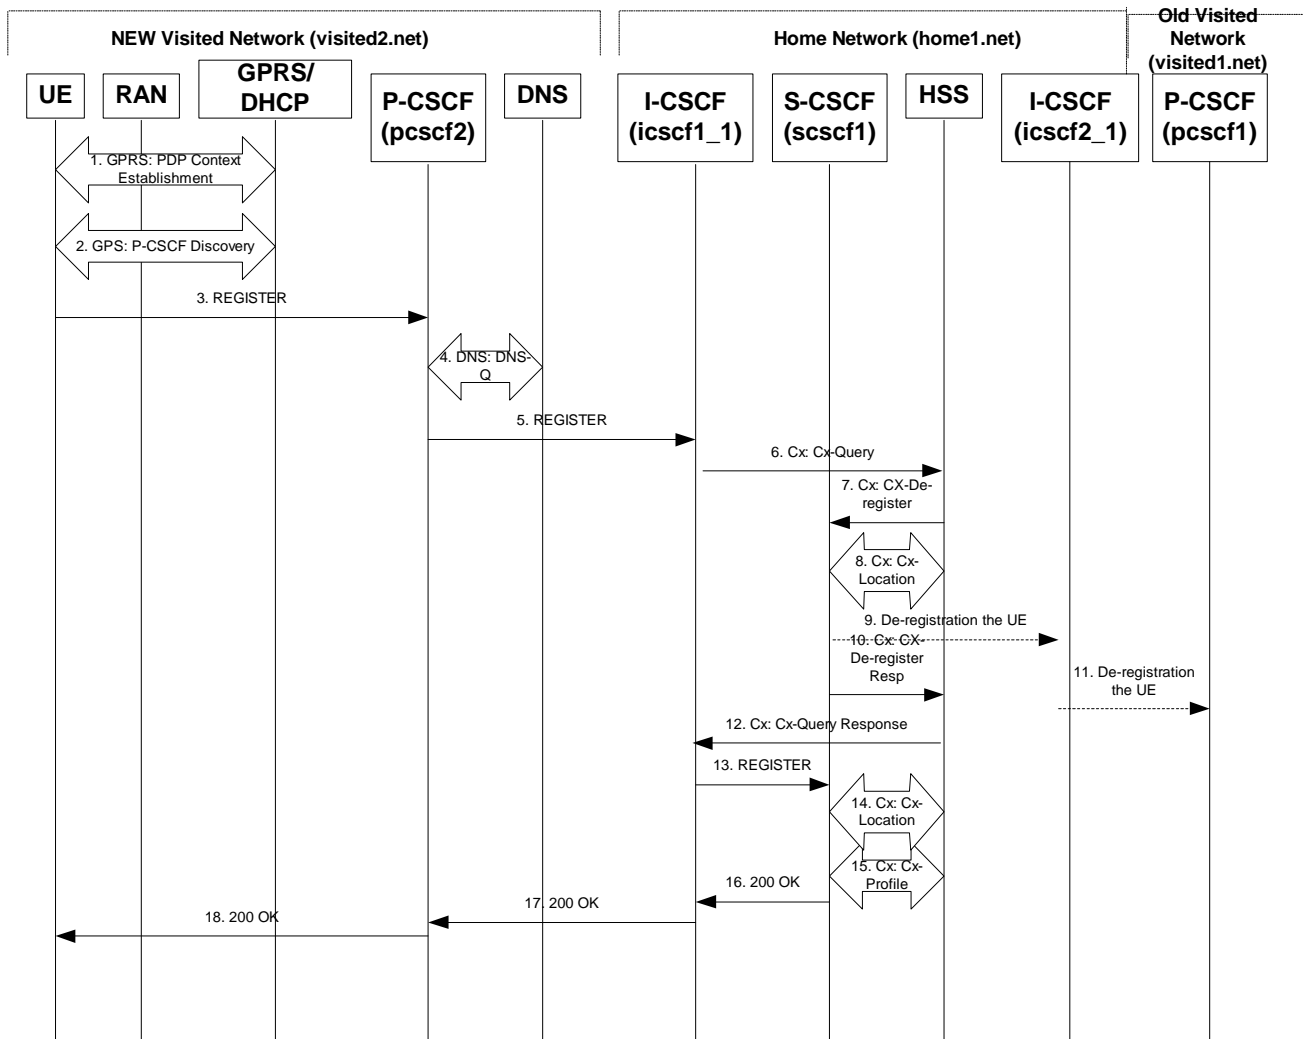 NEW Visited Network (visited2.net)
Home Network (home1.net)
Old Visited
Network
(visited1.net)
UE
RAN
GPRS/
DHCP
P-CSCF
(pcscf2)
DNS
I-CSCF
(icscf1_1)
S-CSCF
(scscf1)
HSS
I-CSCF
(icscf2_1)
P-CSCF
(pcscf1)
1. GPRS: PDP Context
Establishment
2. GPS: P-CSCF Discovery
3. REGISTER
4. DNS: DNS-
Q
5. REGISTER
6. Cx: Cx-Query
7. Cx: CX-De-
register
8. Cx: Cx-
Location
9. De-registration the UE
10. Cx: CX-
De-register
Resp
11. De-registration
the UE
12. Cx: Cx-Query Response
13. REGISTER
14. Cx: Cx-
Location
15. Cx: Cx-
Profile
16. 200 OK
17. 200 OK
18. 200 OK